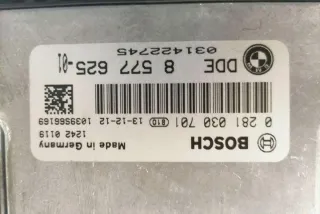 BOSCH
Made in Germany
1242 0119
0 281 030 701 810 13-12-12 1039S66169
DDE 8 577 625-01
031422745